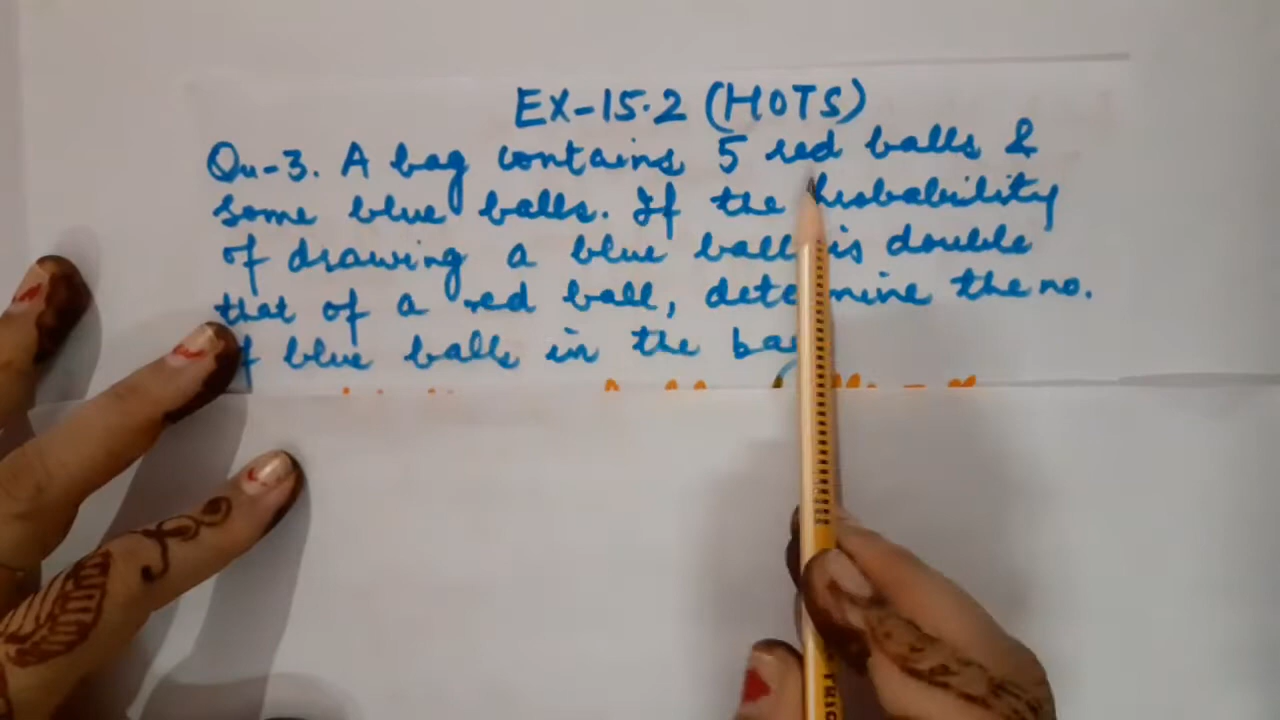 EX-15.2 (HOTS)
Qu-3. A bag contains 5 red balls &
some blue balls. If the probability
of drawing a blue ball is double
that of a red ball, determine the no.
of blue balls in the bag